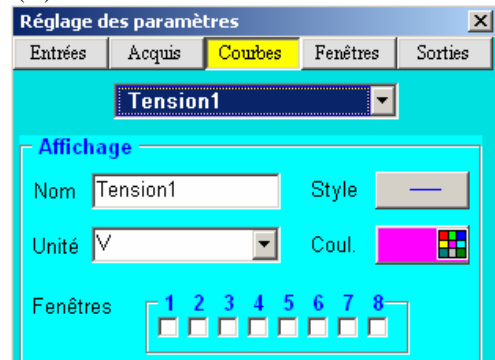 Réglage des paramètres
Entrées Acquis Courbes Fenêtres Sorties
Tension1
Affichage
Nom Tension1 Style
Unité V Coul.
Fenêtres 1 2 3 4 5 6 7 8